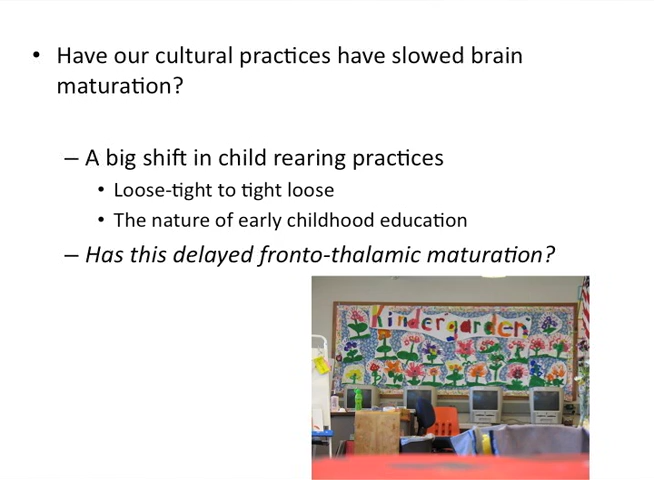 • Have our cultural practices have slowed brain
maturation?
– A big shift in child rearing practices
• Loose-tight to tight loose
• The nature of early childhood education
– Has this delayed fronto-thalamic maturation?
Kindergarden